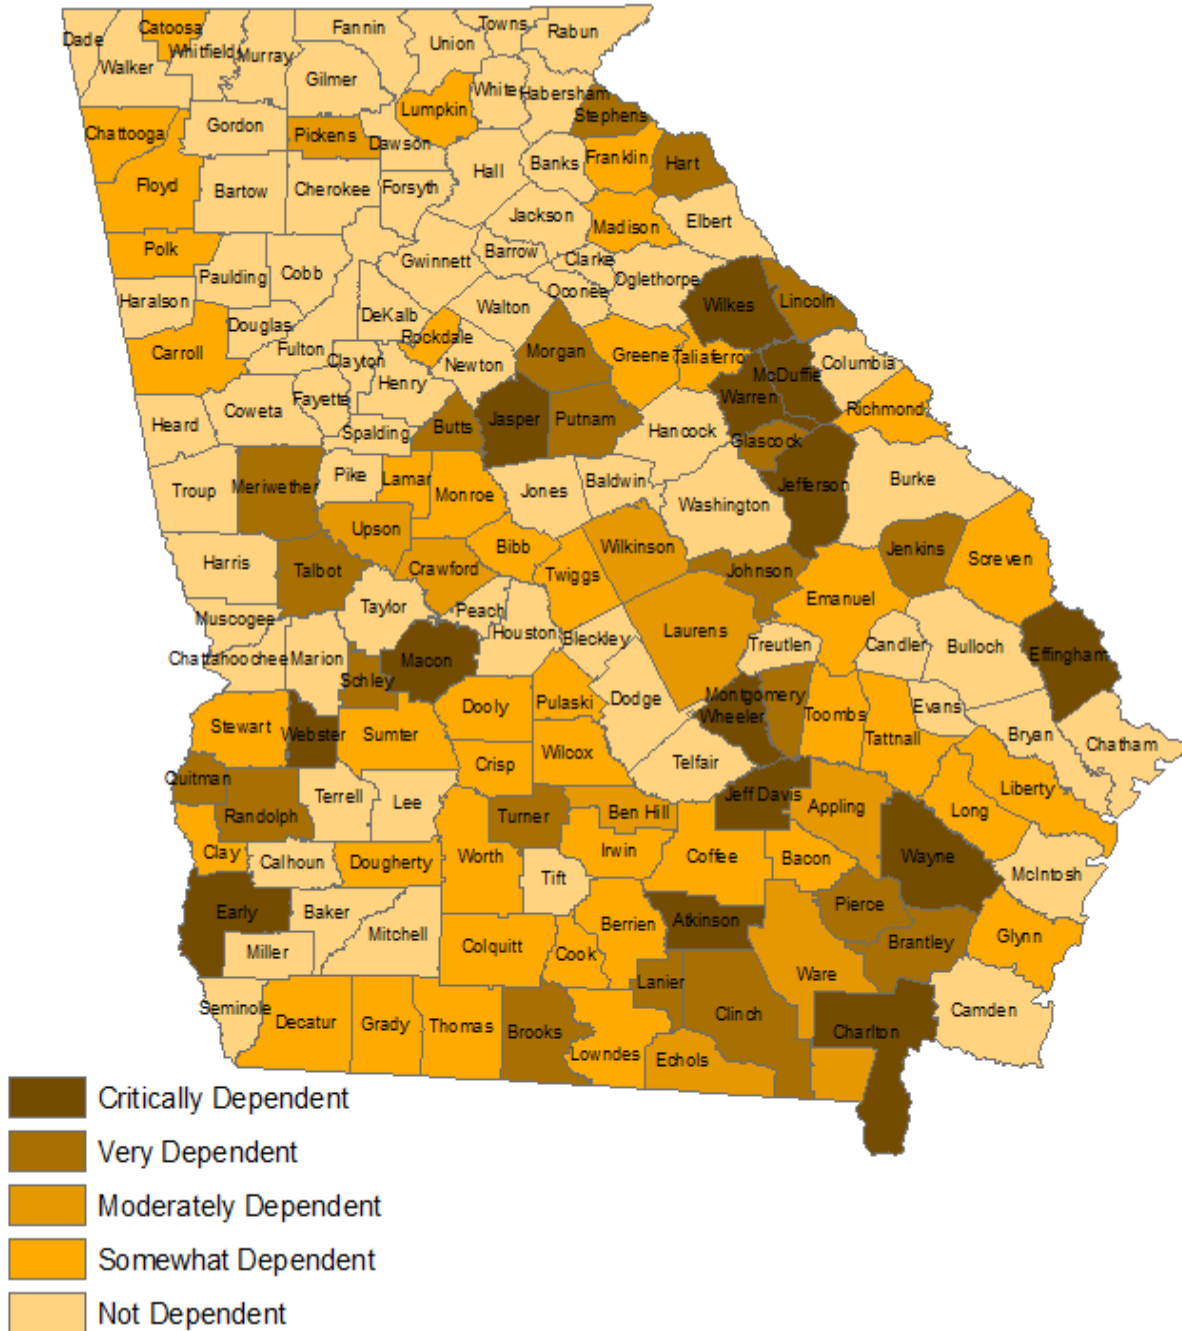 Dade
Catoosa
Whitfield
Murray
Fannin
Union
Towns
Rabun
Walker
Gilmer
White
Habersham
Lumpkin
Stephens
Chattooga
Gordon
Pickens
Dawson
Franklin
Hart
Banks
Hall
Floyd
Bartow
Cherokee
Forsyth
Jackson
Madison
Elbert
Polk
Paulding
Cobb
Gwinnett
Barrow
Clarke
Oglethorpe
Oconee
Haralson
Douglas
DeKalb
Walton
Wilkes
Lincoln
Carroll
Fulton
Clayton
Rockdale
Newton
Morgan
Greene
Taliaferro
McDuffie
Columbia
Heard
Coweta
Fayette
Henry
Spalding
Butts
Jasper
Putnam
Hancock
Warren
Glascock
Richmond
Troup
Meriwether
Pike
Lamar
Monroe
Jones
Baldwin
Washington
Jefferson
Burke
Upson
Bibb
Wilkinson
Jenkins
Screven
Harris
Talbot
Crawford
Twiggs
Johnson
Emanuel
Muscogee
Taylor
Peach
Houston
Bleckley
Laurens
Treutlen
Candler
Bulloch
Effingham
Chattahoochee
Marion
Schley
Macon
Dooly
Pulaski
Dodge
Montgomery
Wheeler
Toombs
Tattnall
Evans
Bryan
Chatham
Stewart
Webster
Sumter
Crisp
Wilcox
Telfair
Quitman
Randolph
Terrell
Lee
Turner
Ben Hill
Jeff Davis
Appling
Long
Liberty
Clay
Calhoun
Dougherty
Worth
Tift
Irwin
Coffee
Bacon
Wayne
McIntosh
Early
Baker
Miller
Mitchell
Colquitt
Cook
Berrien
Atkinson
Pierce
Brantley
Glynn
Seminole
Decatur
Grady
Thomas
Brooks
Lowndes
Lanier
Clinch
Echols
Ware
Charlton
Camden
Critically Dependent
Very Dependent
Moderately Dependent
Somewhat Dependent
Not Dependent